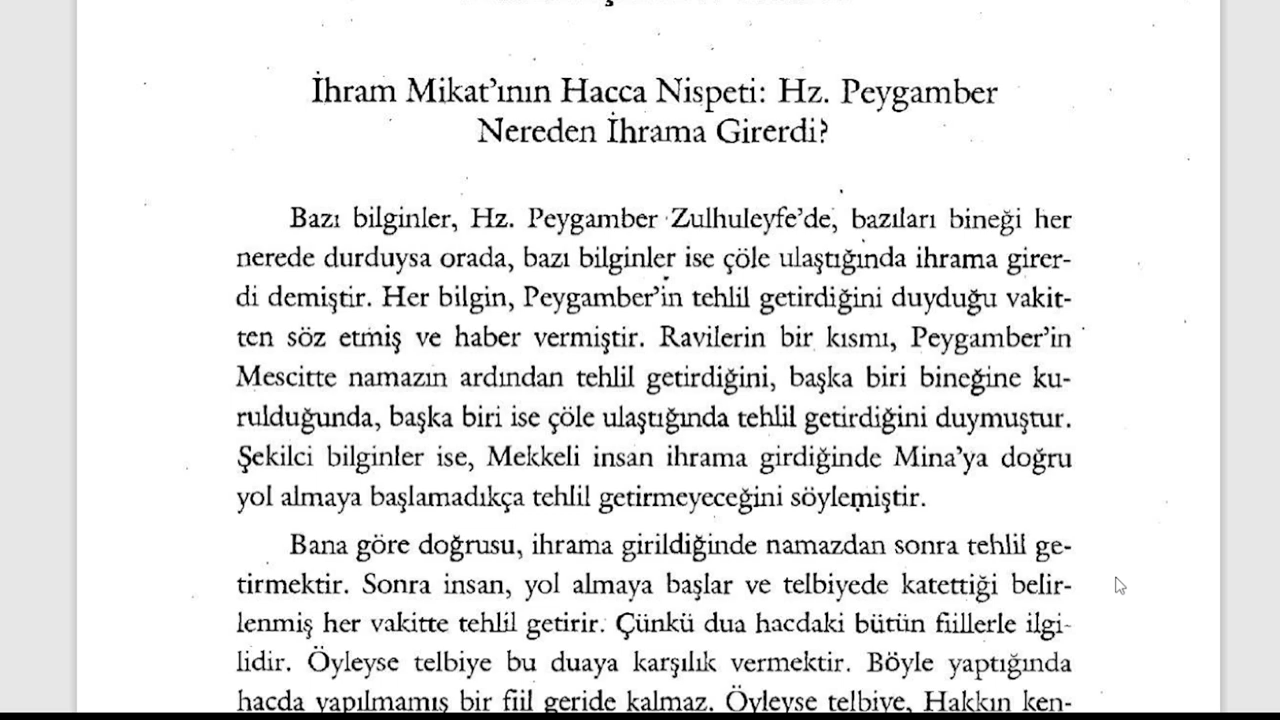 İhram Mikat'ının Hacca Nispeti: Hz. Peygamber
Nereden İhrama Girerdi?
Bazı bilginler, Hz. Peygamber Zulhuleyfe'de, bazıları bineği her
nerede durduysa orada, bazı bilginler ise çöle ulaştığında ihrama girer-
di demiştir. Her bilgin, Peygamber'in tehlil getirdiğini duyduğu vakit-
ten söz etmiş ve haber vermiştir. Ravilerin bir kısmı, Peygamber'in
Mescitte namazın ardından tehlil getirdiğini, başka biri bineğine ku-
rulduğunda, başka biri ise çöle ulaştığında tehlil getirdiğini duymuştur.
Şekilci bilginler ise, Mekkeli insan ihrama girdiğinde Mina'ya doğru
yol almaya başlamadıkça tehlil getirmeyeceğini söylemiştir.
Bana göre doğrusu, ihrama girildiğinde namazdan sonra tehlil ge-
tirmektir. Sonra insan, yol almaya başlar ve telbiyede katettiği belir-
lenmiş her vakitte tehlil getirir. Çünkü dua hacdaki bütün fiillerle ilgi-
lidir. Öyleyse telbiye bu duaya karşılık vermektir. Böyle yaptığında
hacda yapılmamış bir fiil geride kalmaz. Öyleyse telbiye, Hakkın ken-